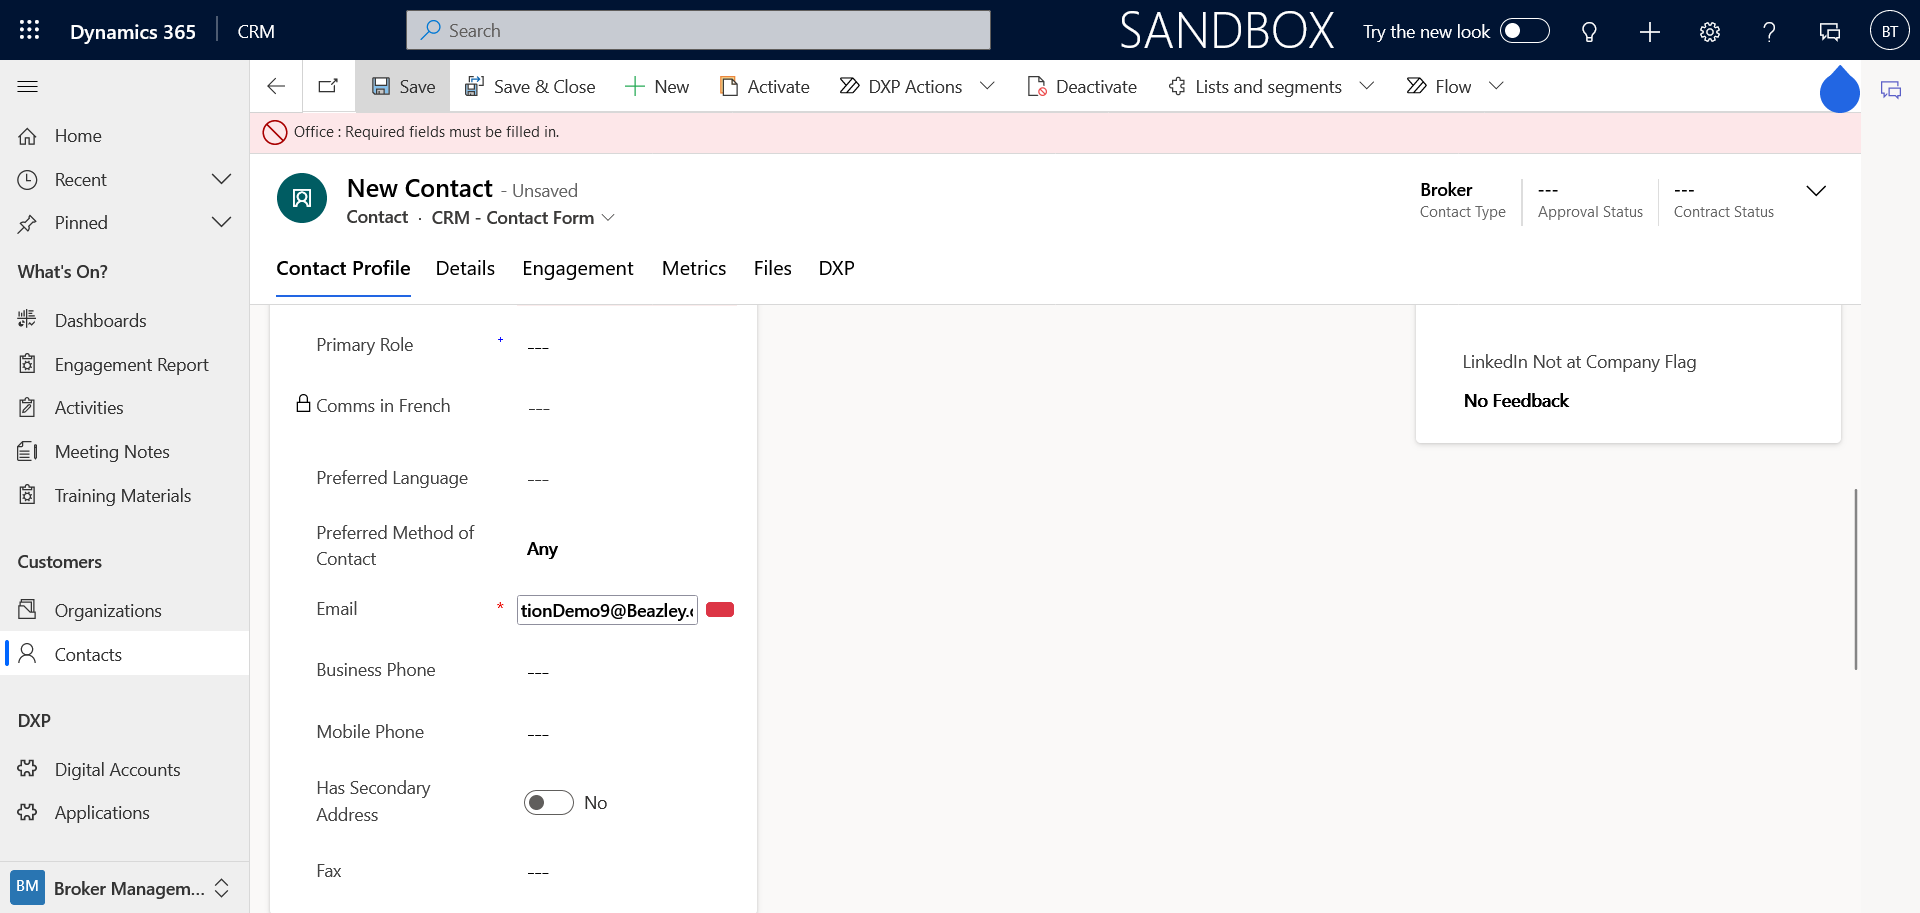 Dynamics 365
CRM
Search
SANDBOX
Try the new look
BT
Save
Save & Close
New
Activate
DXP Actions
Deactivate
Lists and segments
Flow
Office : Required fields must be filled in.
Home
Recent
Pinned
What's On?
Dashboards
Engagement Report
Activities
Meeting Notes
Training Materials
Customers
Organizations
Contacts
DXP
Digital Accounts
Applications
BM
Broker Managem...
New Contact - Unsaved
Contact · CRM - Contact Form
Broker
Contact Type
---
Approval Status
---
Contract Status
Contact Profile
Details
Engagement
Metrics
Files
DXP
Primary Role + ---
Comms in French ---
Preferred Language ---
Preferred Method of
Contact
Any
Email * tionDemo9@Beazley.c
Business Phone ---
Mobile Phone ---
Has Secondary
Address
No
Fax ---
LinkedIn Not at Company Flag
No Feedback